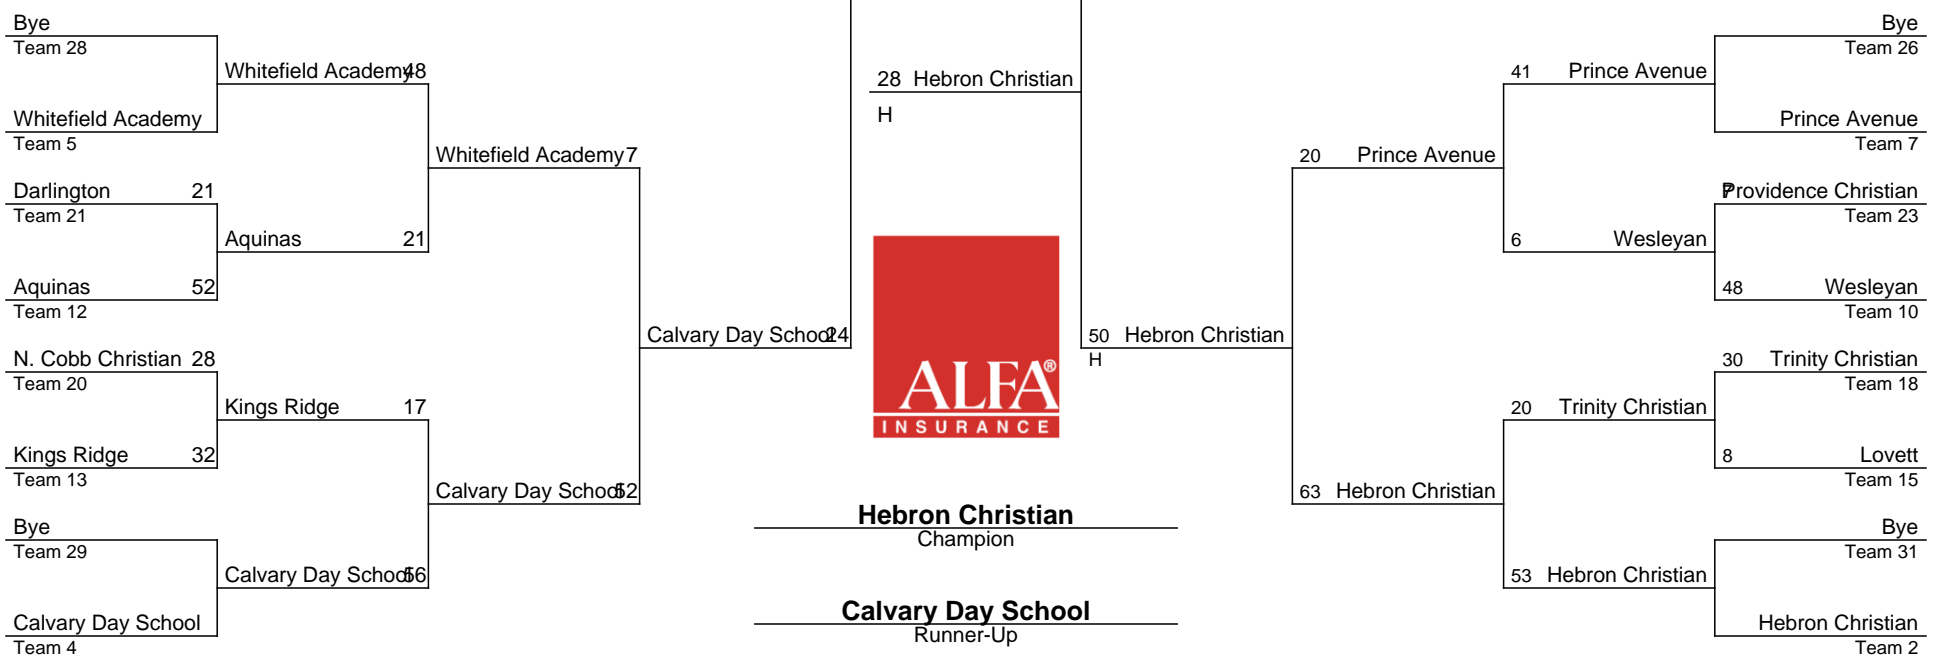 Bye
Team 28
Whitefield Academy 48
Whitefield Academy
Team 5
Whitefield Academy 7
Darlington 21
Team 21
Aquinas 21
Aquinas 52
Team 12
Calvary Day School 24
N. Cobb Christian 28
Team 20
Kings Ridge 17
Kings Ridge 32
Team 13
Calvary Day School 52
Bye
Team 29
Calvary Day School 56
Calvary Day School
Team 4
28 Hebron Christian
H
ALFA®
INSURANCE
Hebron Christian
Champion
Calvary Day School
Runner-Up
50 Hebron Christian
H
20 Prince Avenue
63 Hebron Christian
41 Prince Avenue
6 Wesleyan
20 Trinity Christian
53 Hebron Christian
Bye
Team 26
Prince Avenue
Team 7
7 Providence Christian
Team 23
48 Wesleyan
Team 10
30 Trinity Christian
Team 18
8 Lovett
Team 15
Bye
Team 31
Hebron Christian
Team 2